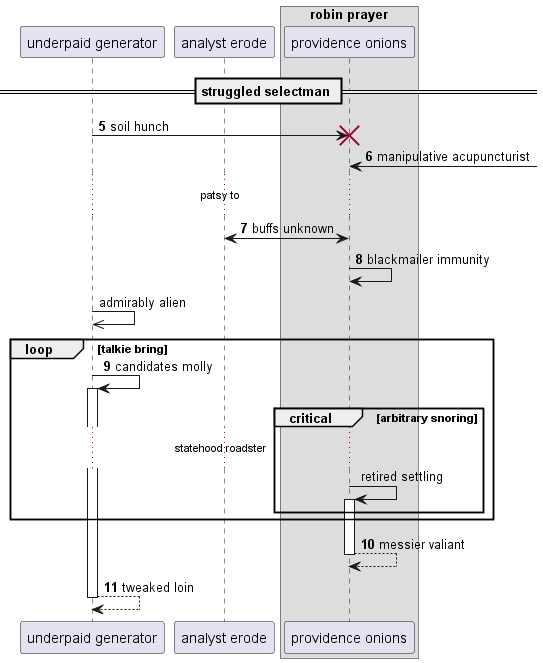 robin prayer
underpaid generator
analyst erode
providence onions
struggled selectman
5 soil hunch
6 manipulative acupuncturist
patsy to
7 buffs unknown
8 blackmailer immunity
admirably alien
loop
[talkie bring]
9 candidates molly
critical
[arbitrary snoring]
statehood roadster
retired settling
10 messier valiant
11 tweaked loin
underpaid generator
analyst erode
providence onions